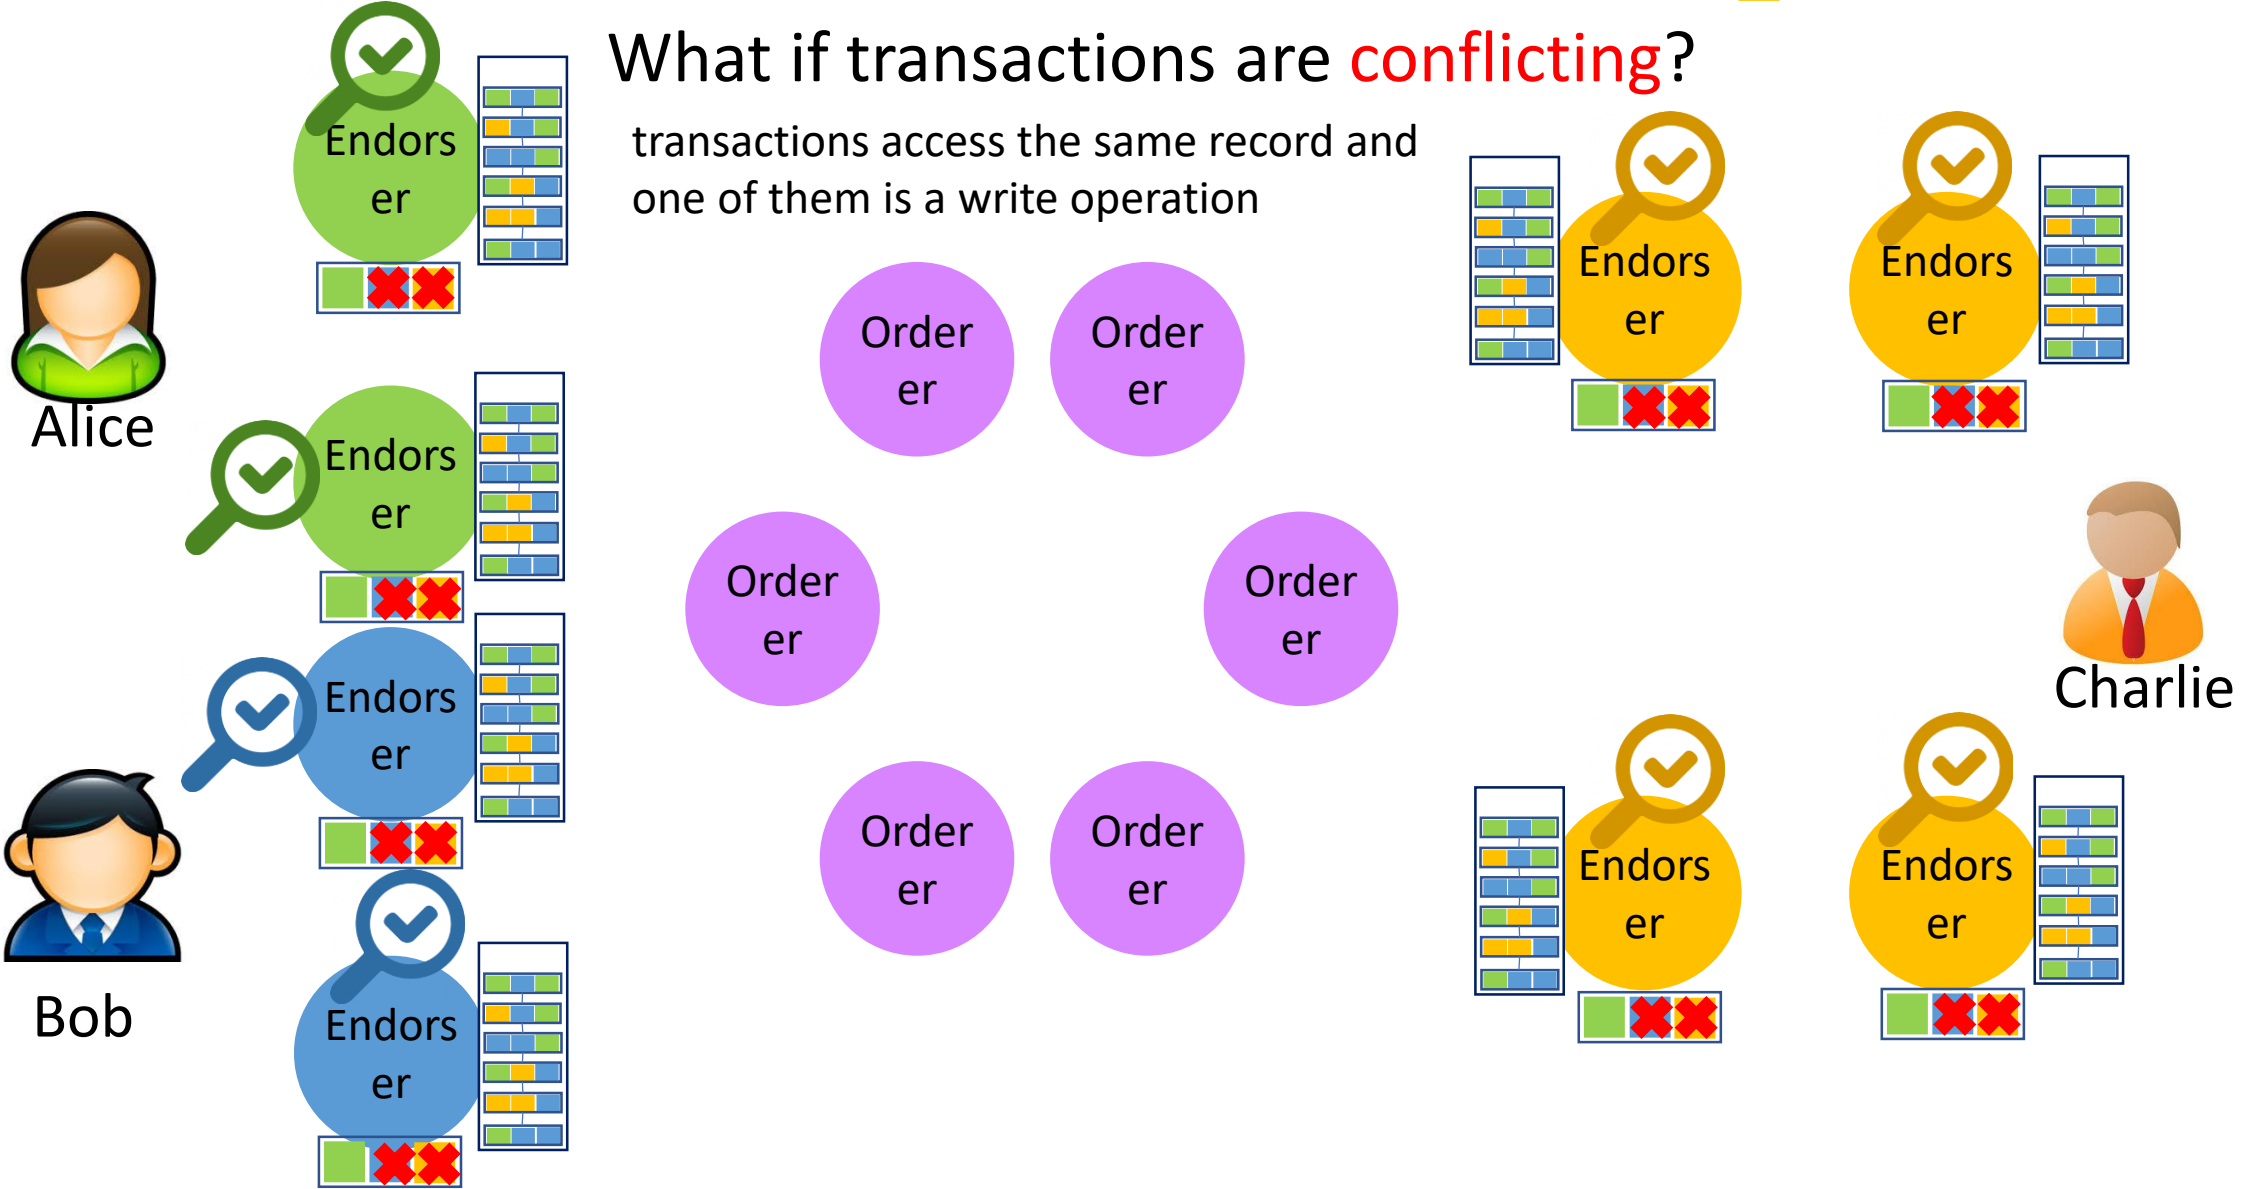 What if transactions are conflicting?
transactions access the same record and
one of them is a write operation
Endors
er
Alice
Endors
er
Endors
er
Bob
Endors
er
Order
er
Order
er
Order
er
Order
er
Order
er
Order
er
Endors
er
Endors
er
Charlie
Endors
er
Endors
er